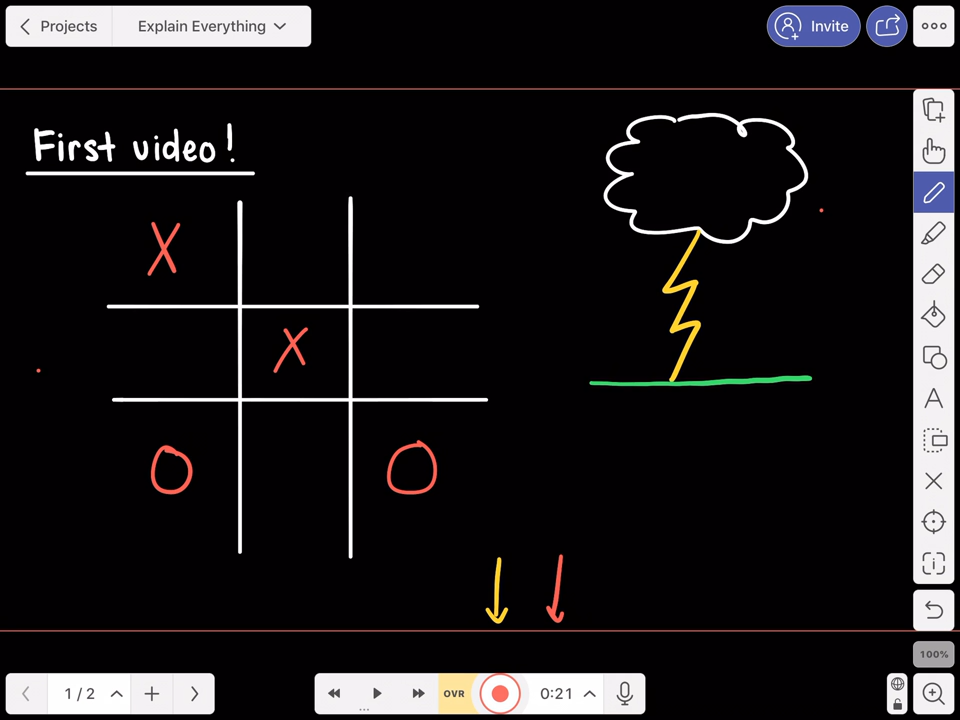 Projects
Explain Everything
Invite
First video!
X
X
O
O
A
i
1 / 2
OVR
0:21
100%